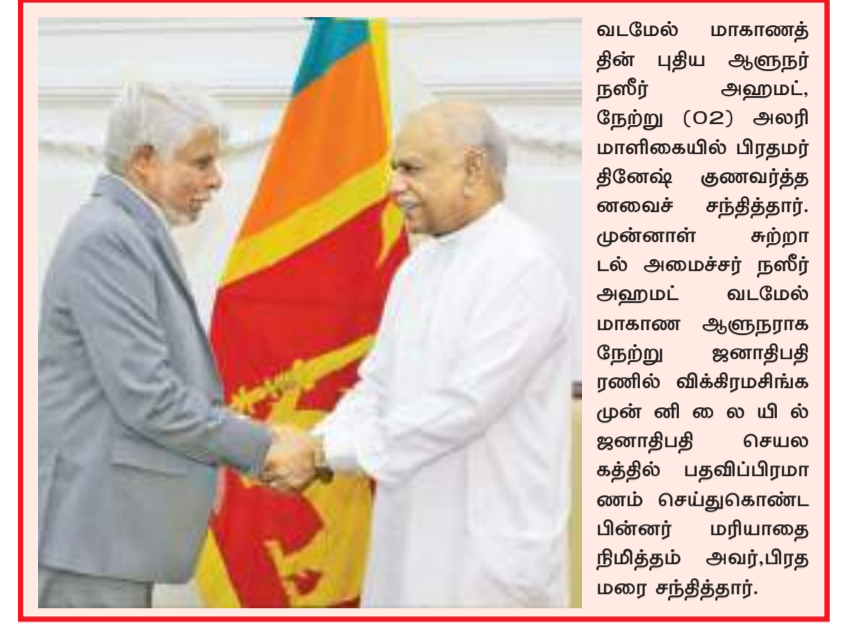 வடமேல் மாகாணத்
தின் புதிய ஆளுநர்
நஸீர் அஹமட்,
நேற்று (02) அலரி
மாளிகையில் பிரதமர்
தினேஷ் குணவர்த்த
னவைச் சந்தித்தார்.
முன்னாள் சுற்றா
டல் அமைச்சர் நஸீர்
அஹமட் வடமேல்
மாகாண ஆளுநராக
நேற்று ஜனாதிபதி
ரணில் விக்கிரமசிங்க
முன் னி லை யி ல்
ஜனாதிபதி செயல
கத்தில் பதவிப்பிரமா
ணம் செய்துகொண்ட
பின்னர் மரியாதை
நிமித்தம் அவர்,பிரத
மரை சந்தித்தார்.